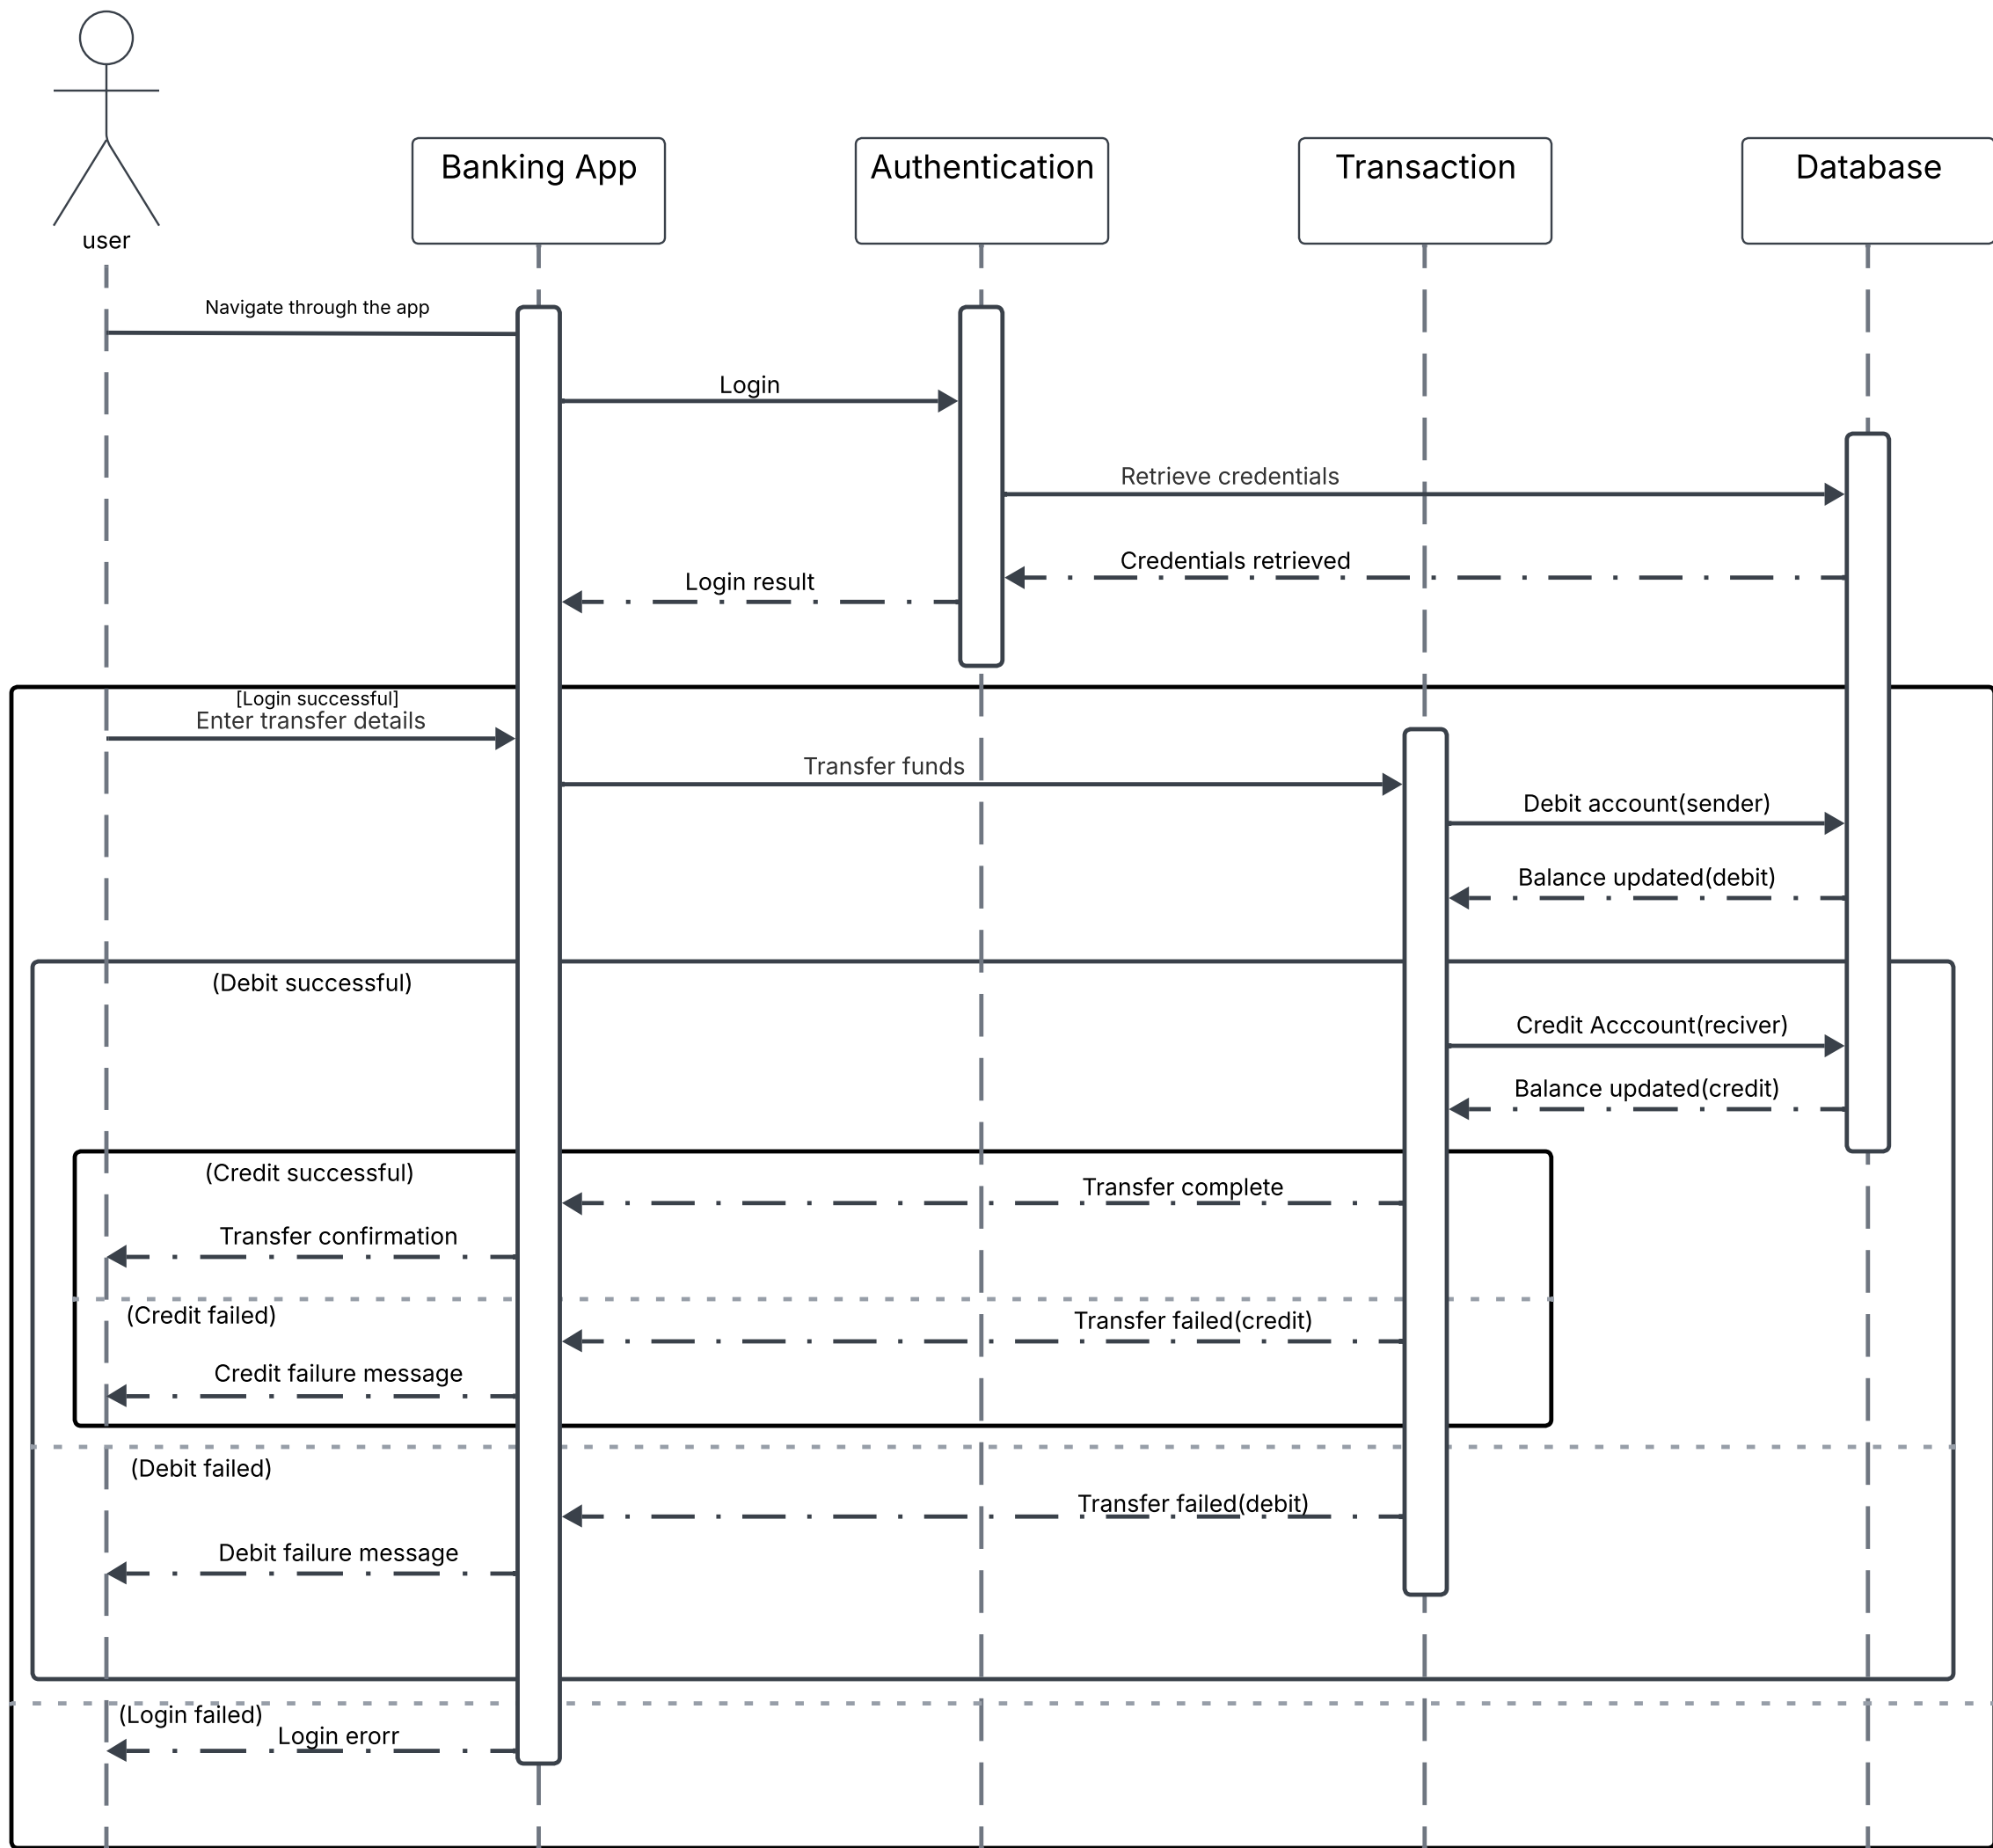 user
Banking App
Authentication
Transaction
Database
Navigate through the app
Login
Retrieve credentials
Credentials retrieved
Login result
[Login successful]
Enter transfer details
Transfer funds
Debit account(sender)
Balance updated(debit)
(Debit successful)
Credit Acccount(reciver)
Balance updated(credit)
(Credit successful)
Transfer complete
Transfer confirmation
(Credit failed)
Transfer failed(credit)
Credit failure message
(Debit failed)
Transfer failed(debit)
Debit failure message
(Login failed)
Login erorr